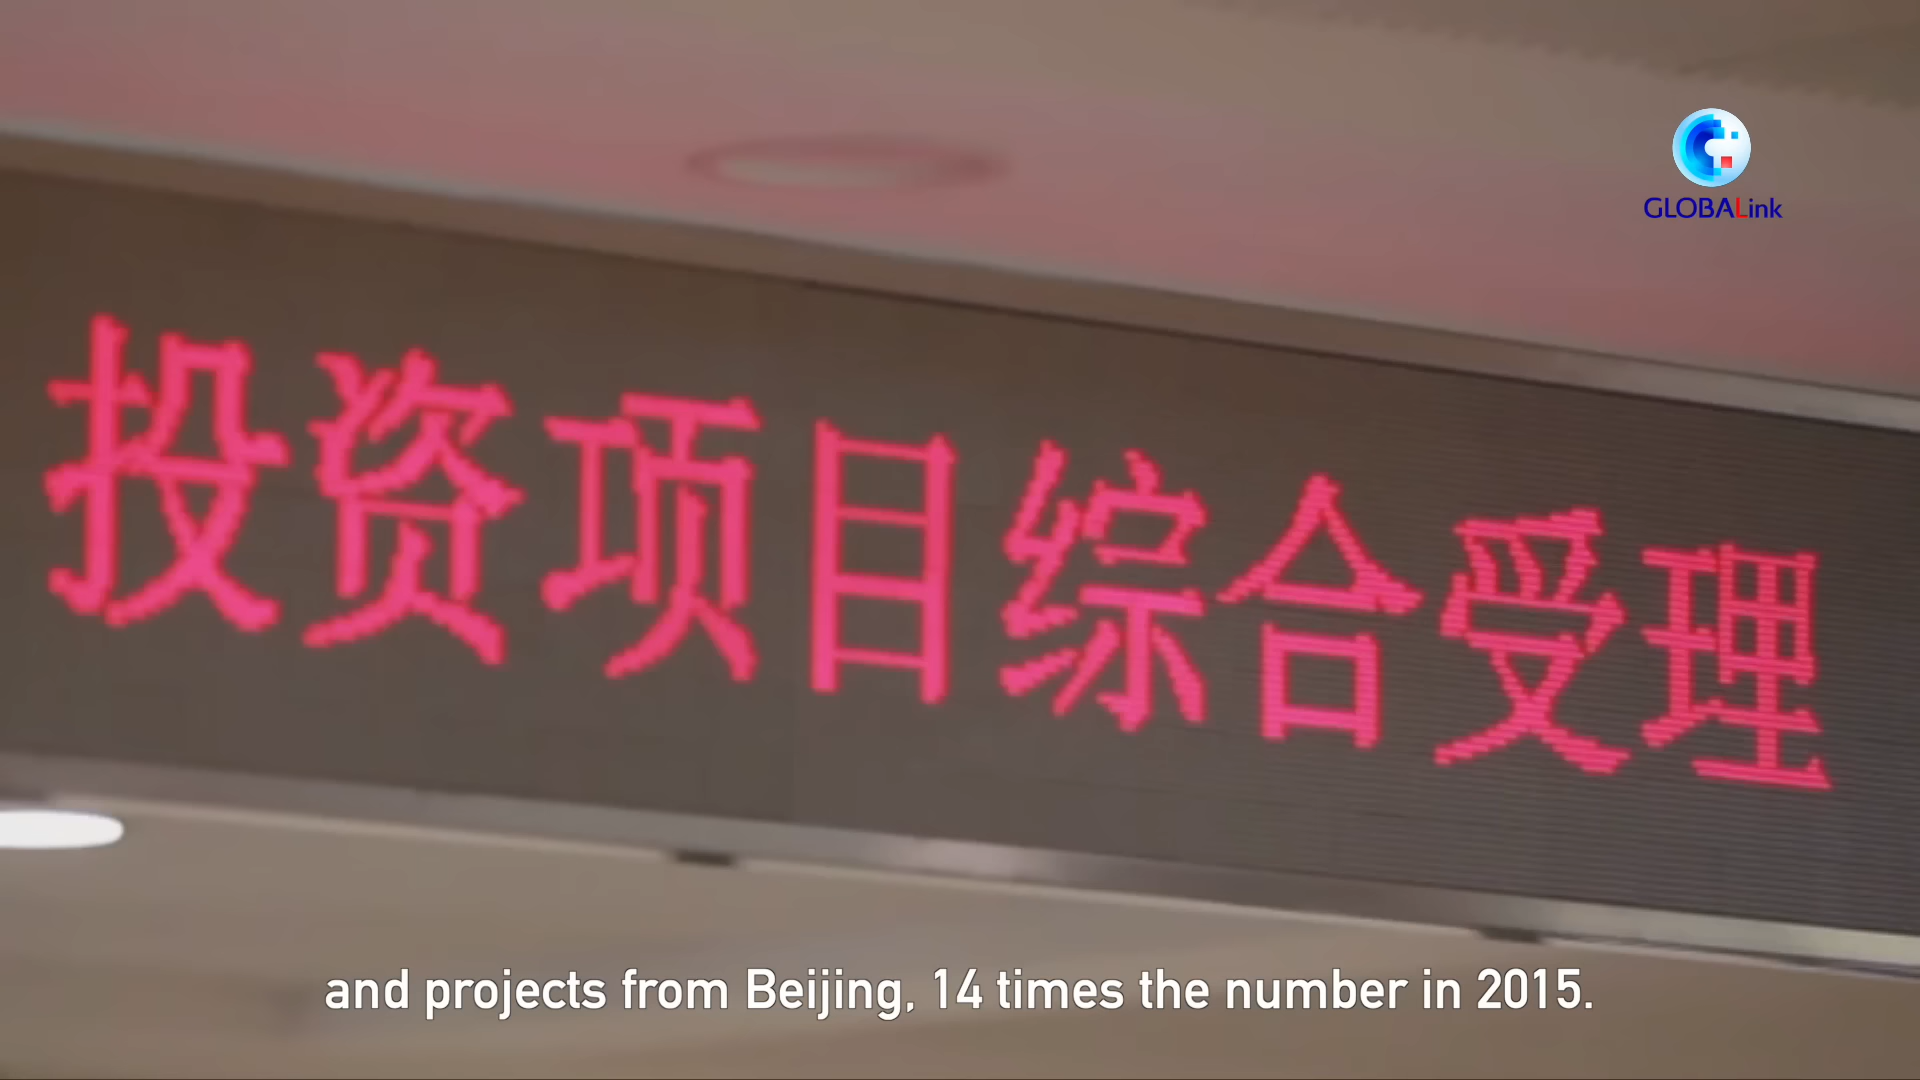 GLOBALink
投资项目综合受理
and projects from Beijing, 14 times the number in 2015.